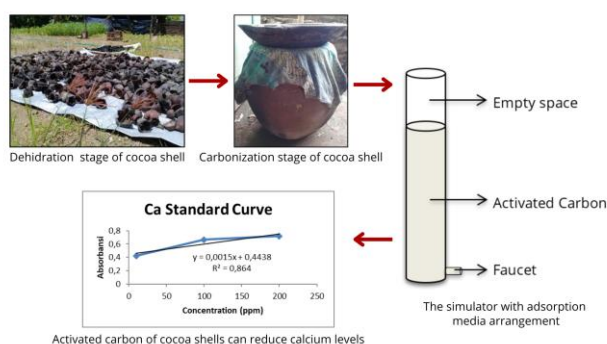 Dehidration stage of cocoa shell
Carbonization stage of cocoa shell
Empty space
Activated Carbon
Faucet
The simulator with adsorption
media arrangement
Ca Standard Curve
Absorbansi
0,8
0,6
0,4
0,2
0
y = 0,0015x + 0,4438
R² = 0,864
0
50
100
150
200
250
Concentration (ppm)
Activated carbon of cocoa shells can reduce calcium levels